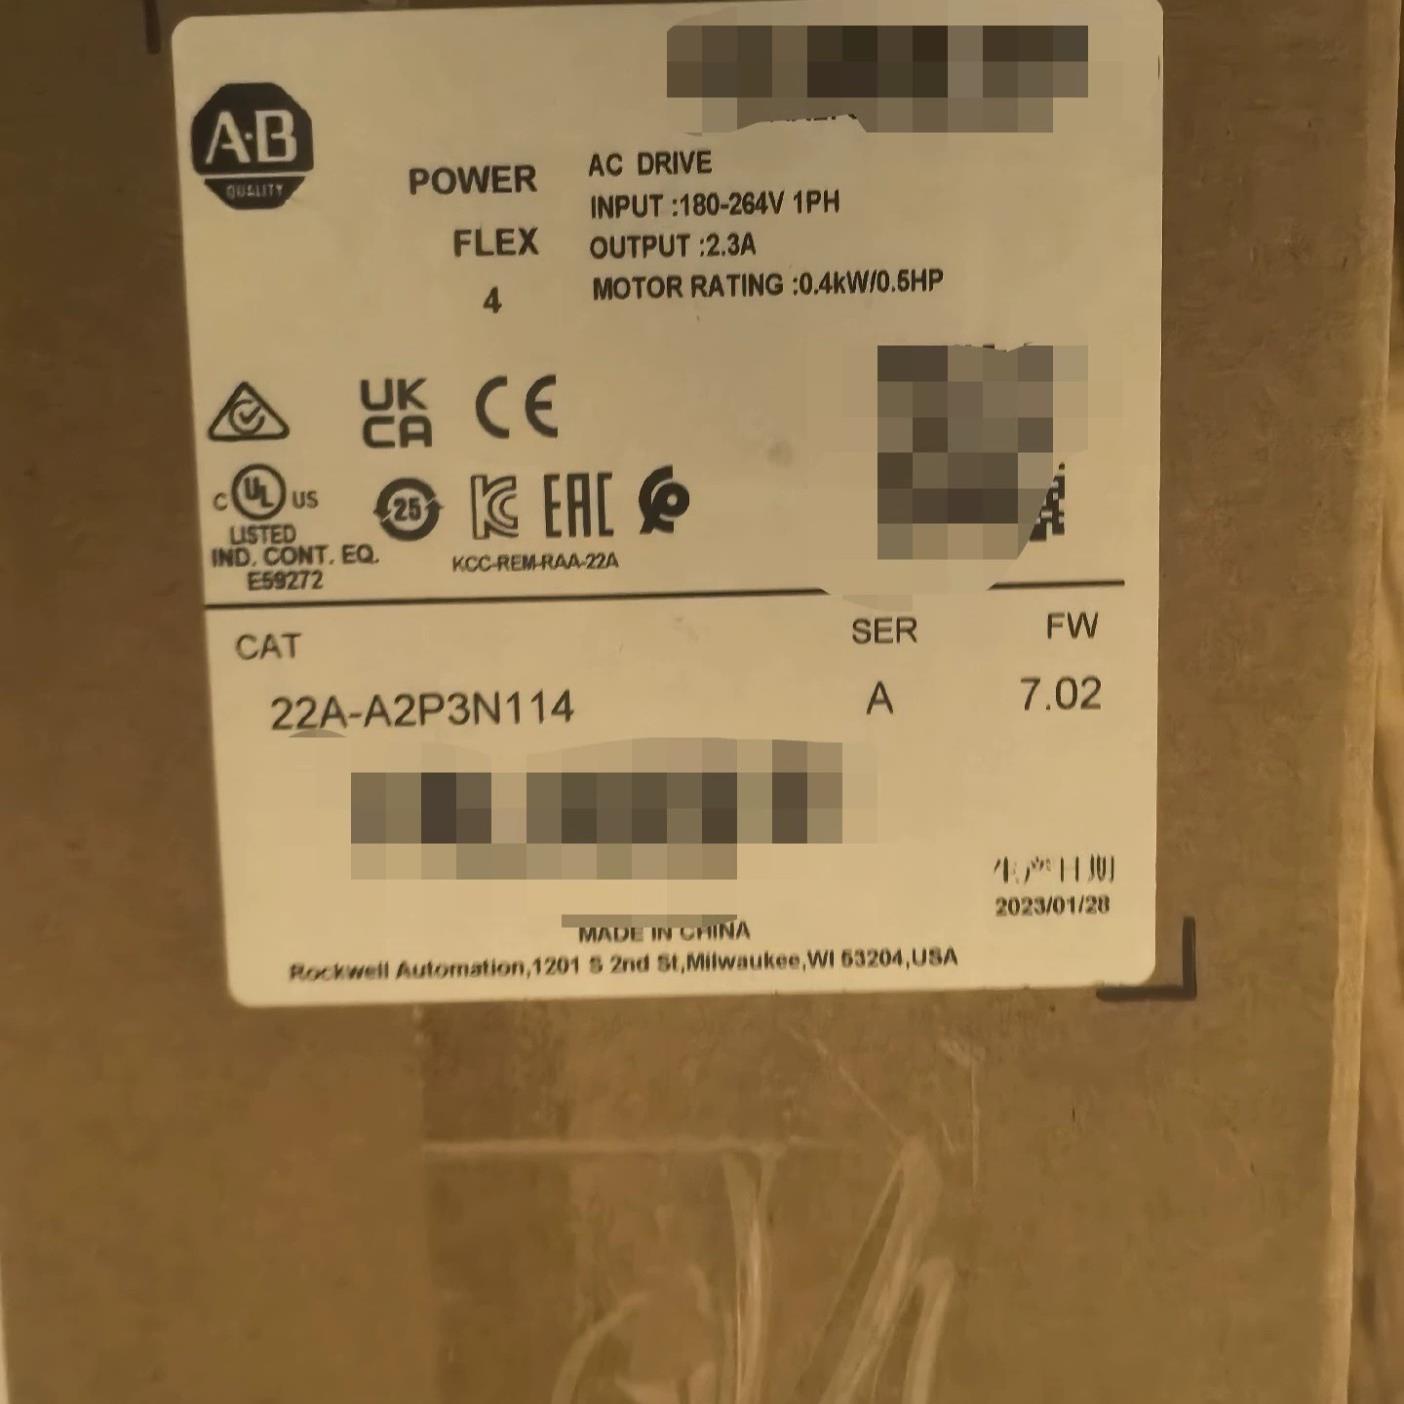 A·B
QUALITY
POWER
FLEX
4
AC DRIVE
INPUT :180-264V 1PH
OUTPUT :2.3A
MOTOR RATING :0.4kW/0.5HP
UK
CA
CE
C UL US
LISTED
IND. CONT. EQ.
E59272
25
KC
EAC
KCC-REM-RAA-22A
CAT
SER
FW
22A-A2P3N114
A
7.02
生产日期
2023/01/28
MADE IN CHINA
Rockwell Automation,1201 S 2nd St,Milwaukee,WI 53204,USA